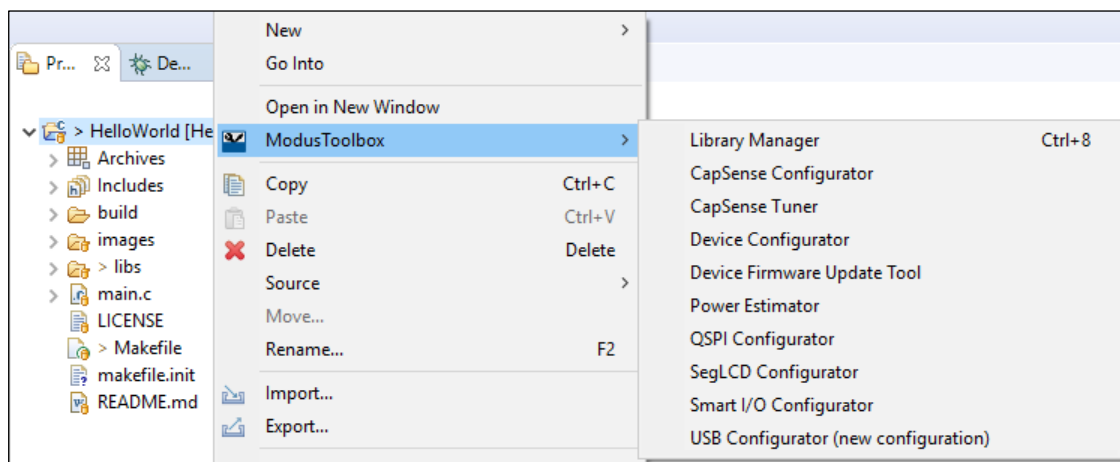 Pr...
De...
> HelloWorld [He
Archives
Includes
build
images
> libs
main.c
LICENSE
> Makefile
makefile.init
README.md
New
Go Into
Open in New Window
ModusToolbox
Copy Ctrl+C
Paste Ctrl+V
Delete Delete
Source
Move...
Rename... F2
Import...
Export...
Library Manager Ctrl+8
CapSense Configurator
CapSense Tuner
Device Configurator
Device Firmware Update Tool
Power Estimator
QSPI Configurator
SegLCD Configurator
Smart I/O Configurator
USB Configurator (new configuration)